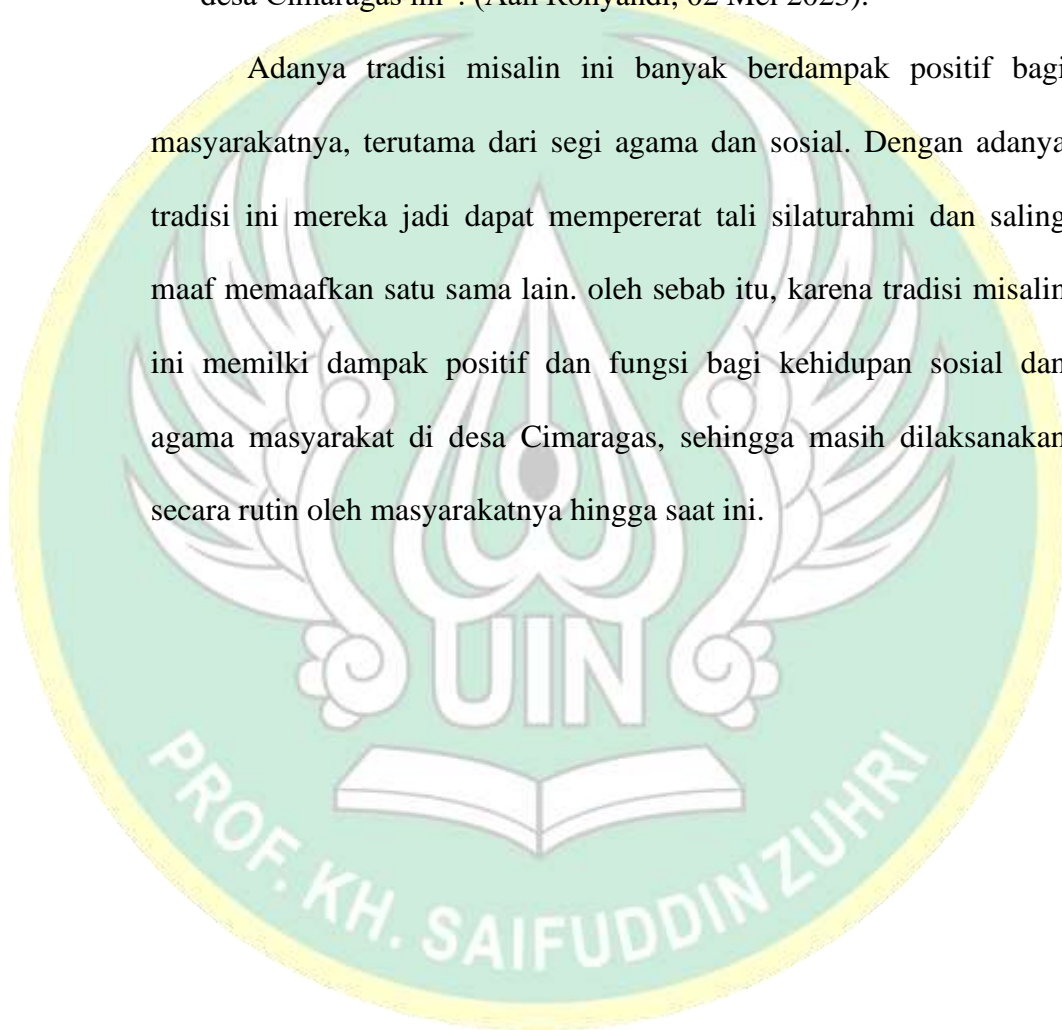 desa Cimaragas ini". (Aan Rohyandi, 02 Mei 2023).
Adanya tradisi misalin ini banyak berdampak positif bagi
masyarakatnya, terutama dari segi agama dan sosial. Dengan adanya
tradisi ini mereka jadi dapat mempererat tali silaturahmi dan saling
maaf memaafkan satu sama lain. oleh sebab itu, karena tradisi misalin
ini memilki dampak positif dan fungsi bagi kehidupan sosial dan
agama masyarakat di desa Cimaragas, sehingga masih dilaksanakan
secara rutin oleh masyarakatnya hingga saat ini.
UIN
PROF. KH. SAIFUDDIN ZUHRI